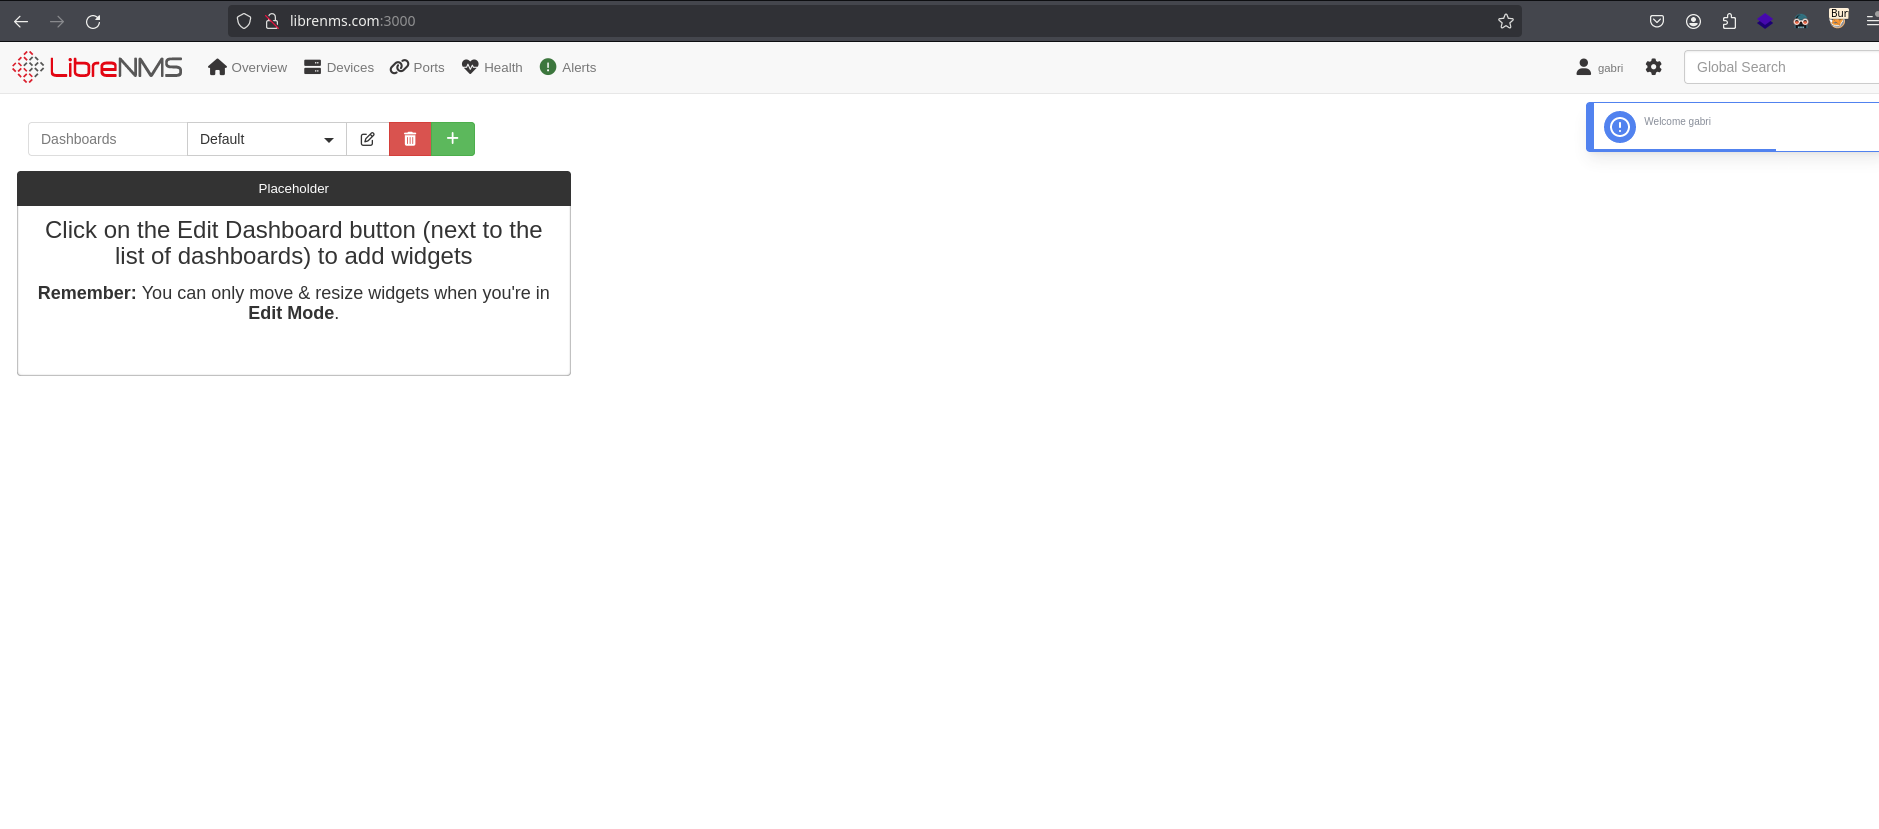 librenms.com:3000
Bur
LibreNMS Overview Devices Ports Health Alerts gabri Global Search
Welcome gabri
Dashboards Default
Placeholder
Click on the Edit Dashboard button (next to the
list of dashboards) to add widgets
Remember: You can only move & resize widgets when you're in
Edit Mode.